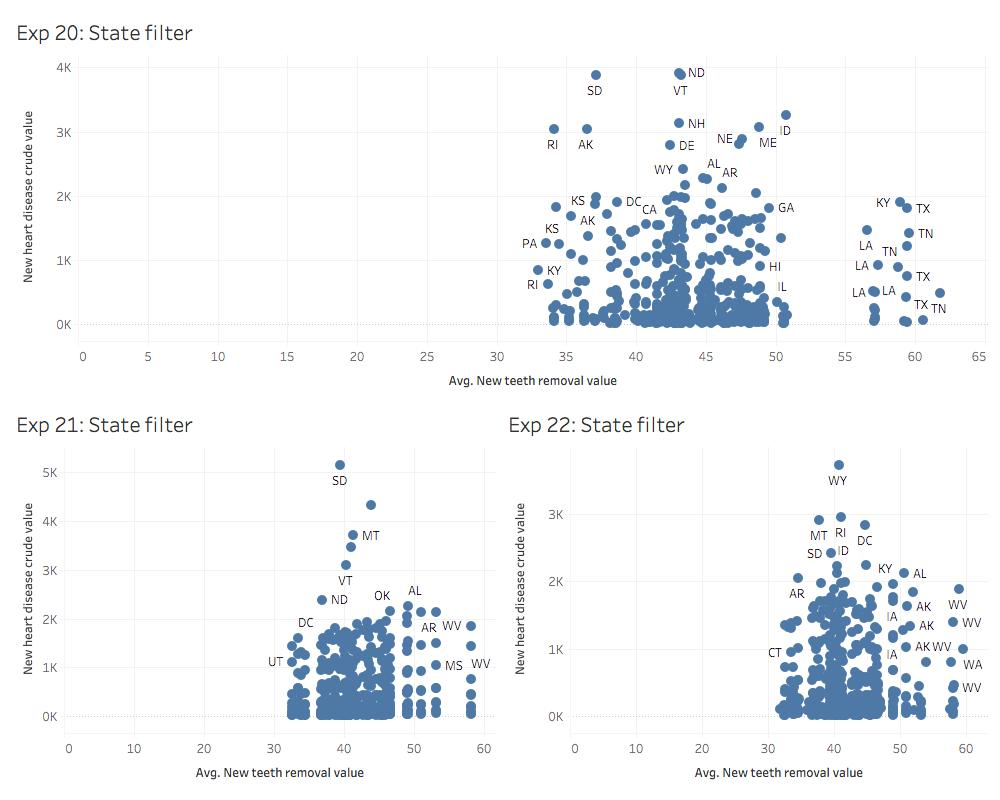 Exp 20: State filter
4K
ND
SD
VT
ID
3K
NH
NE
RI
AK
DE
ME
WY
AL
AR
2K
KS
DC
CA
GA
KY
TX
AK
KS
TN
PA
LA
TN
1K
KY
HI
LA
TX
RI
IL
LA
LA
TX
TN
0K
0
5
10
15
20
25
30
35
40
45
50
55
60
65
New heart disease crude value
Avg. New teeth removal value
Exp 21: State filter
5K
SD
4K
MT
3K
VT
ND
OK
AL
2K
DC
AR
WV
UT
MS
WV
1K
0K
0
10
20
30
40
50
60
New heart disease crude value
Avg. New teeth removal value
Exp 22: State filter
WY
3K
MT
RI
DC
SD
ID
KY
AL
2K
AR
AK
WV
IA
AK
WV
CT
IA
AK
WV
1K
WA
WV
0K
0
10
20
30
40
50
60
New heart disease crude value
Avg. New teeth removal value